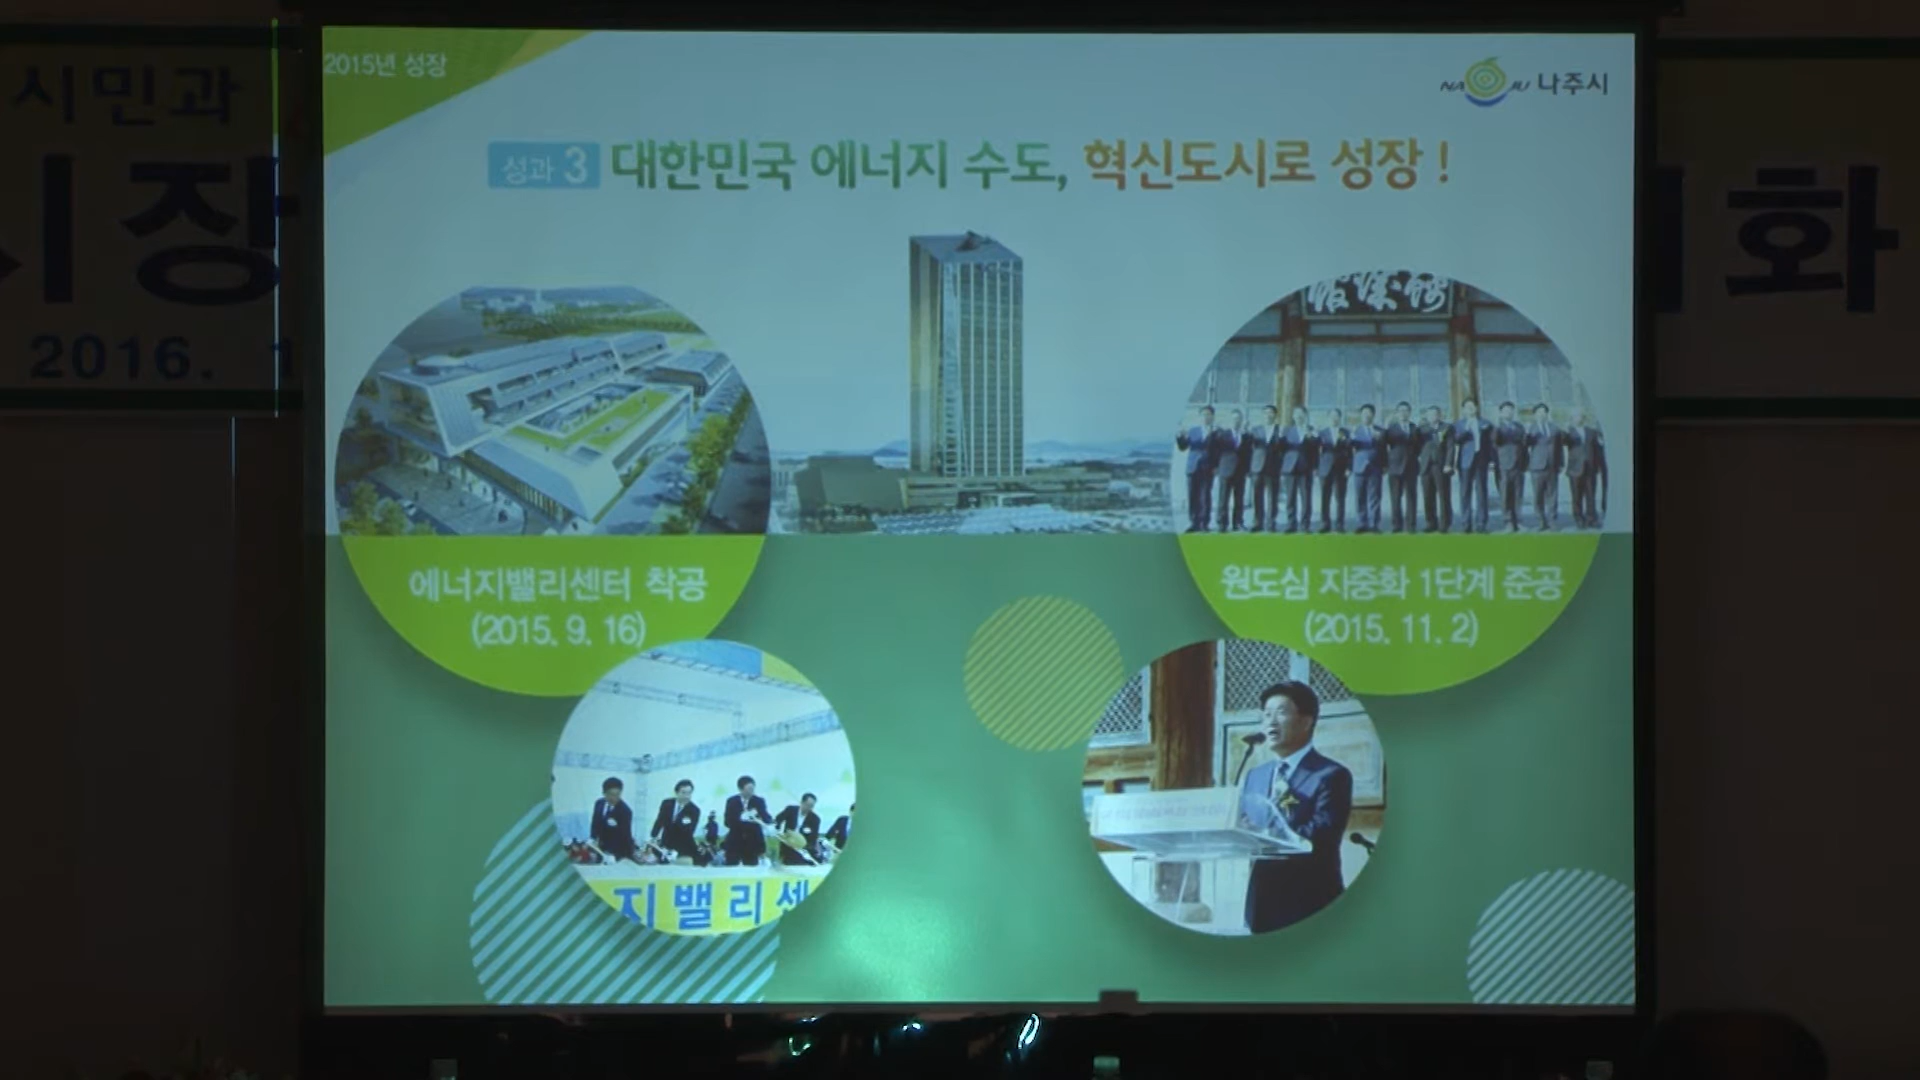 시민과
시장
화
2016. 1
2015년 성장
NAJU 나주시
성과 3 대한민국 에너지 수도, 혁신도시로 성장 !
에너지밸리센터 착공
(2015. 9. 16)
원도심 지중화 1단계 준공
(2015. 11. 2)
지밸리센